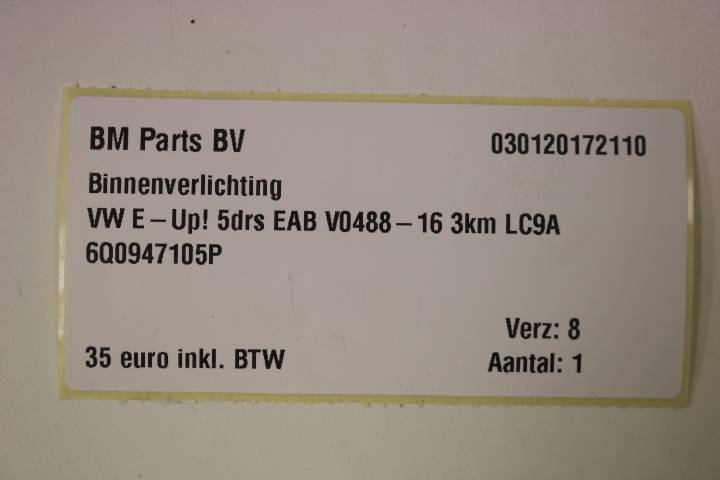 BM Parts BV 030120172110
Binnenverlichting
VW E-Up! 5drs EAB V0488-16 3km LC9A
6Q0947105P
Verz: 8
35 euro inkl. BTW Aantal: 1